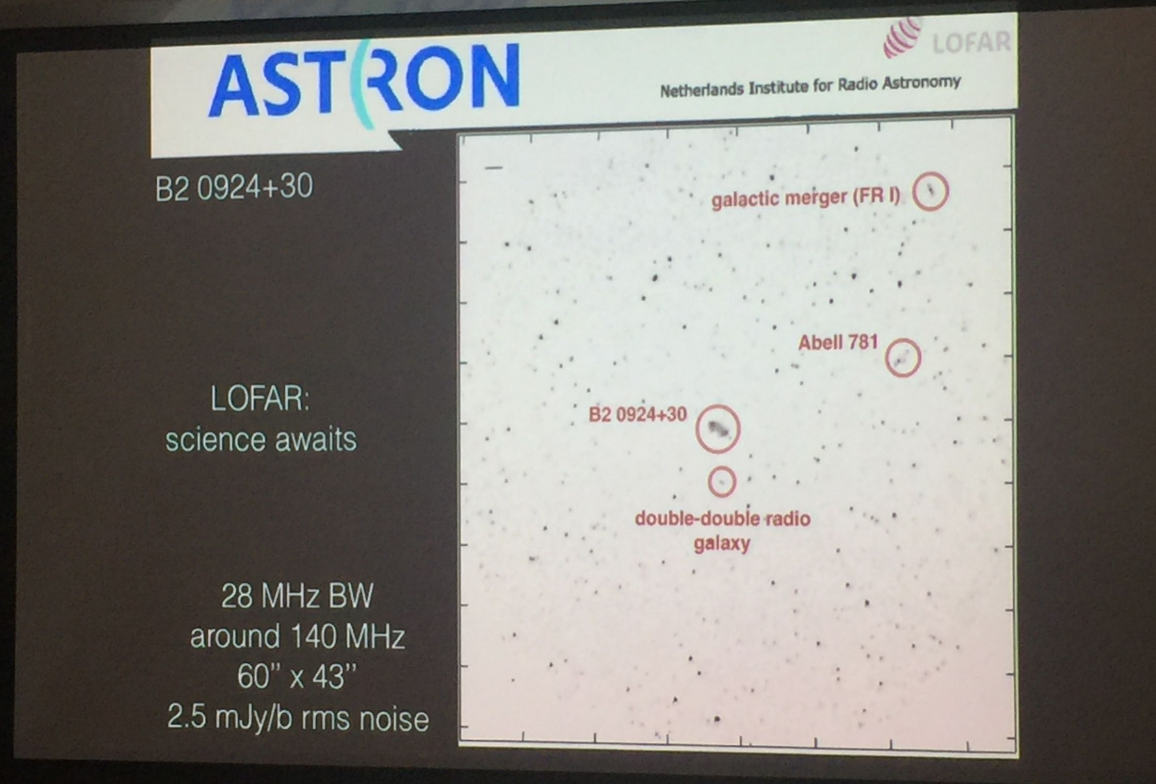 ASTRON
LOFAR
Netherlands Institute for Radio Astronomy
B2 0924+30
galactic merger (FR I)
Abell 781
LOFAR:
science awaits
B2 0924+30
double-double radio
galaxy
28 MHz BW
around 140 MHz
60" x 43"
2.5 mJy/b rms noise